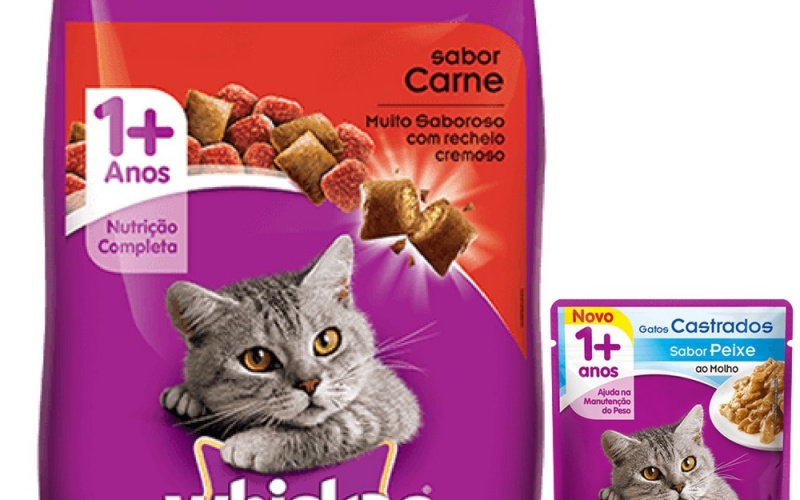 sabor
Carne
Muito Saboroso
com recheio
cremoso
1+
Anos
Nutrição
Completa
Novo
1+
anos
Ajuda na
Manutenção
do Peso
Gatos Castrados
Sabor Peixe
ao Molho
whiskas